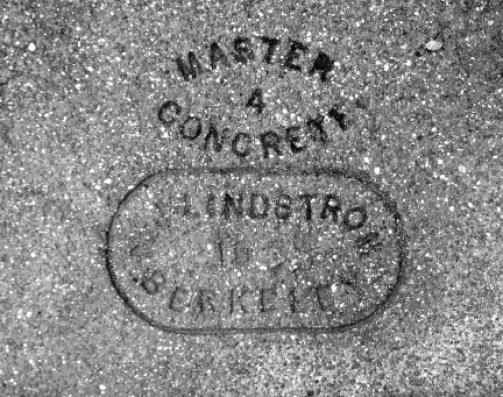 MASTER
4
CONCRETE
LINDSTROM
BERKELEY